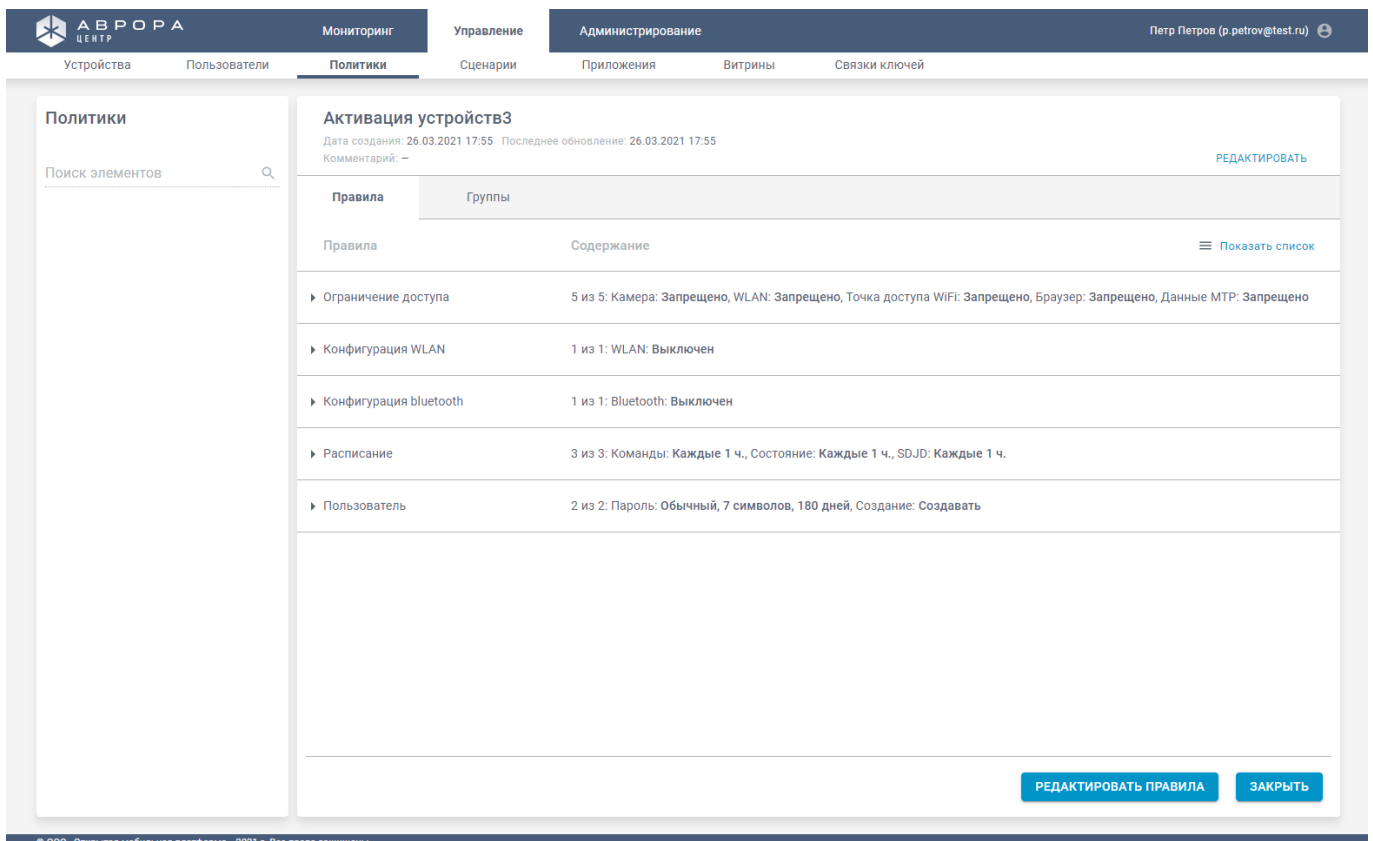 АВРОРА
ЦЕНТР
Мониторинг Управление Администрирование Петр Петров (p.petrov@test.ru)
Устройства Пользователи Политики Сценарии Приложения Витрины Связки ключей
Политики
Поиск элементов
Активация устройств3
Дата создания: 26.03.2021 17:55 Последнее обновление: 26.03.2021 17:55
Комментарий: —
РЕДАКТИРОВАТЬ
Правила Группы
Правила Содержание Показать список
Ограничение доступа 5 из 5: Камера: Запрещено, WLAN: Запрещено, Точка доступа WiFi: Запрещено, Браузер: Запрещено, Данные MTP: Запрещено
Конфигурация WLAN 1 из 1: WLAN: Выключен
Конфигурация bluetooth 1 из 1: Bluetooth: Выключен
Расписание 3 из 3: Команды: Каждые 1 ч., Состояние: Каждые 1 ч., SDJD: Каждые 1 ч.
Пользователь 2 из 2: Пароль: Обычный, 7 символов, 180 дней, Создание: Создавать
РЕДАКТИРОВАТЬ ПРАВИЛА ЗАКРЫТЬ